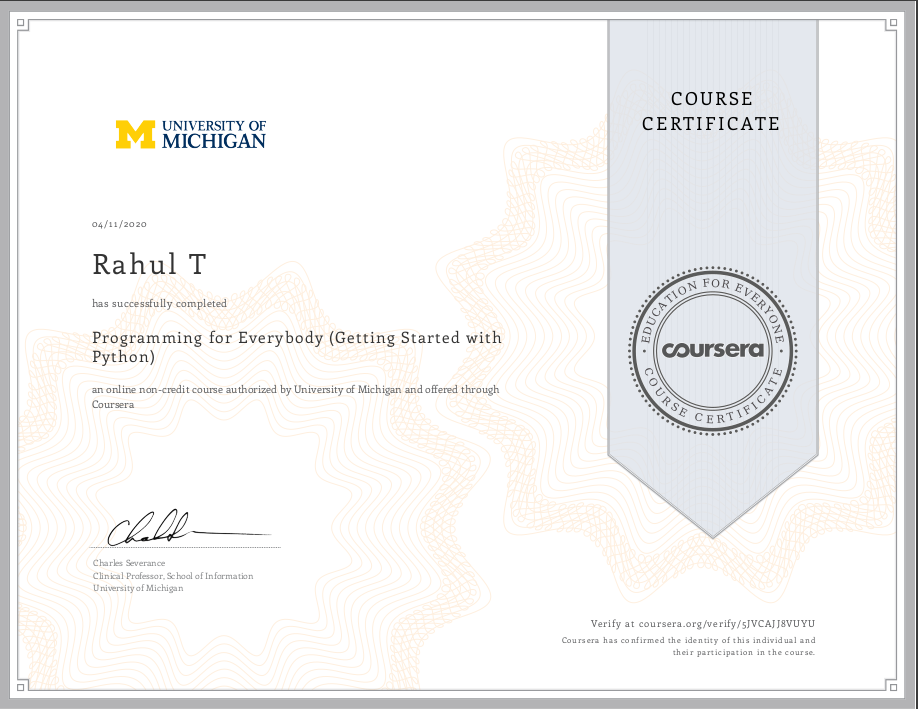 UNIVERSITY OF
MICHIGAN
COURSE
CERTIFICATE
04/11/2020
Rahul T
has successfully completed
Programming for Everybody (Getting Started with
Python)
an online non-credit course authorized by University of Michigan and offered through
Coursera
EDUCATION FOR EVERYONE
coursera
COURSE CERTIFICATE
Charles Severance
Clinical Professor, School of Information
University of Michigan
Verify at coursera.org/verify/5JVCAJJ8VUYU
Coursera has confirmed the identity of this individual and
their participation in the course.